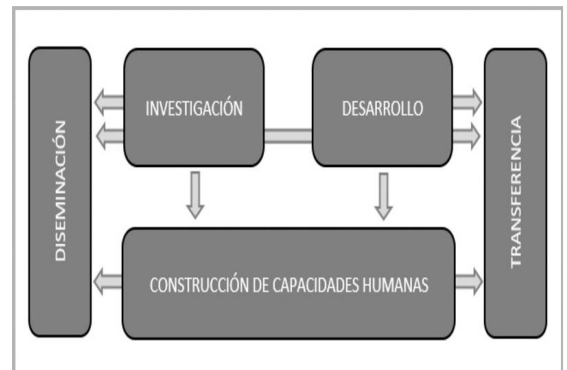 DISEMINACIÓN
INVESTIGACIÓN
DESARROLLO
TRANSFERENCIA
CONSTRUCCIÓN DE CAPACIDADES HUMANAS